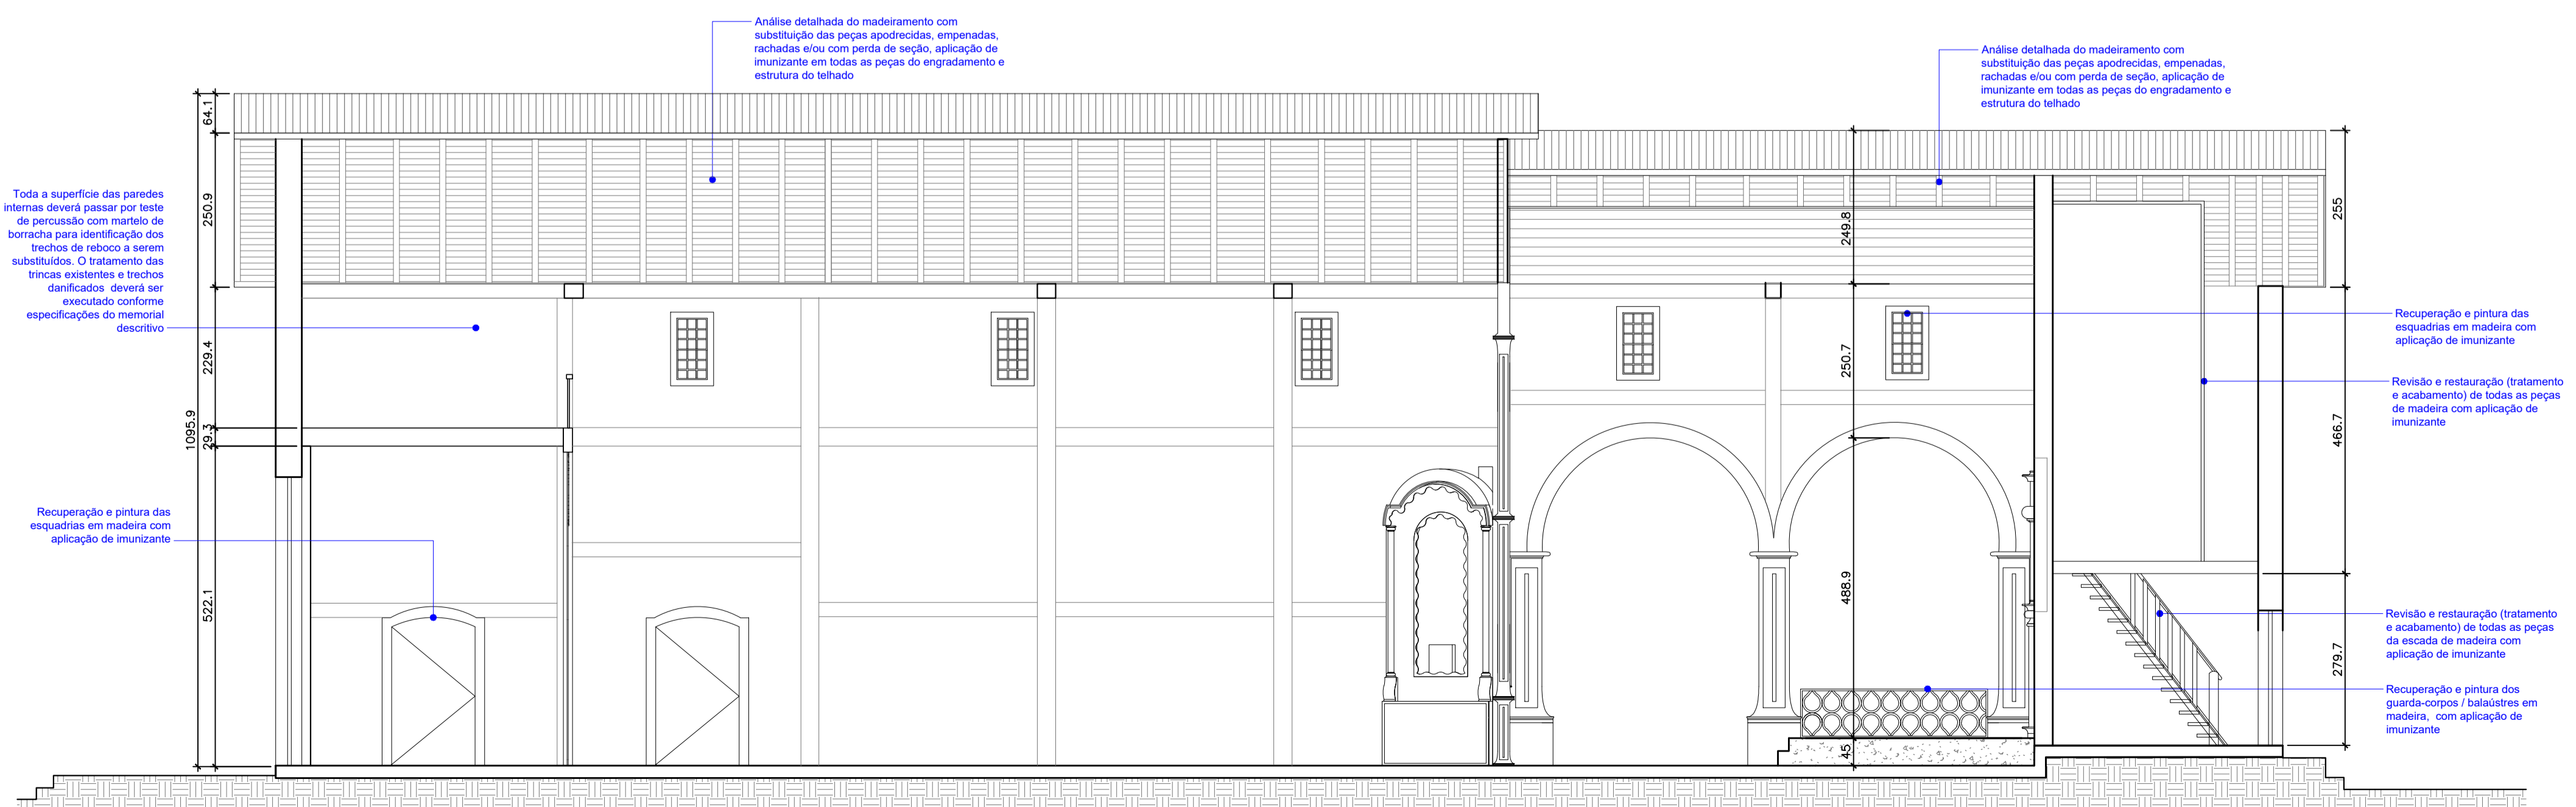 Análise detalhada do madeiramento com
substituição das peças apodrecidas, empenadas,
rachadas e/ou com perda de seção, aplicação de
imunizante em todas as peças do engradamento e
estrutura do telhado
Análise detalhada do madeiramento com
substituição das peças apodrecidas, empenadas,
rachadas e/ou com perda de seção, aplicação de
imunizante em todas as peças do engradamento e
estrutura do telhado
Toda a superfície das paredes
internas deverá passar por teste
de percussão com martelo de
borracha para identificação dos
trechos de reboco a serem
substituídos. O tratamento das
trincas existentes e trechos
danificados deverá ser
executado conforme
especificações do memorial
descritivo
Recuperação e pintura das
esquadrias em madeira com
aplicação de imunizante
1095.9
64.1
250.9
229.4
29.3
522.1
249.8
250.7
488.9
45
255
466.7
279.7
Recuperação e pintura das
esquadrias em madeira com
aplicação de imunizante
Revisão e restauração (tratamento
e acabamento) de todas as peças
de madeira com aplicação de
imunizante
Revisão e restauração (tratamento
e acabamento) de todas as peças
da escada de madeira com
aplicação de imunizante
Recuperação e pintura dos
guarda-corpos / balaústres em
madeira, com aplicação de
imunizante